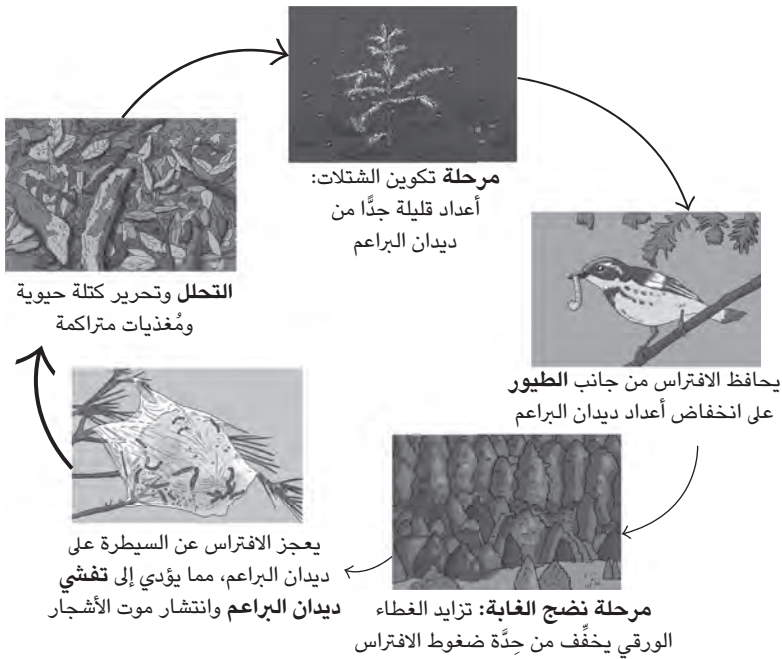 مرحلة تكوين الشتلات:
أعداد قليلة جدًّا من
ديدان البراعم
يحافظ الافتراس من جانب الطيور
على انخفاض أعداد ديدان البراعم
مرحلة نضج الغابة: تزايد الغطاء
الورقي يخفِّف من حِدَّة ضغوط الافتراس
يعجز الافتراس عن السيطرة على
ديدان البراعم، مما يؤدي إلى تفشي
ديدان البراعم وانتشار موت الأشجار
التحلل وتحرير كتلة حيوية
ومُغذيات متراكمة